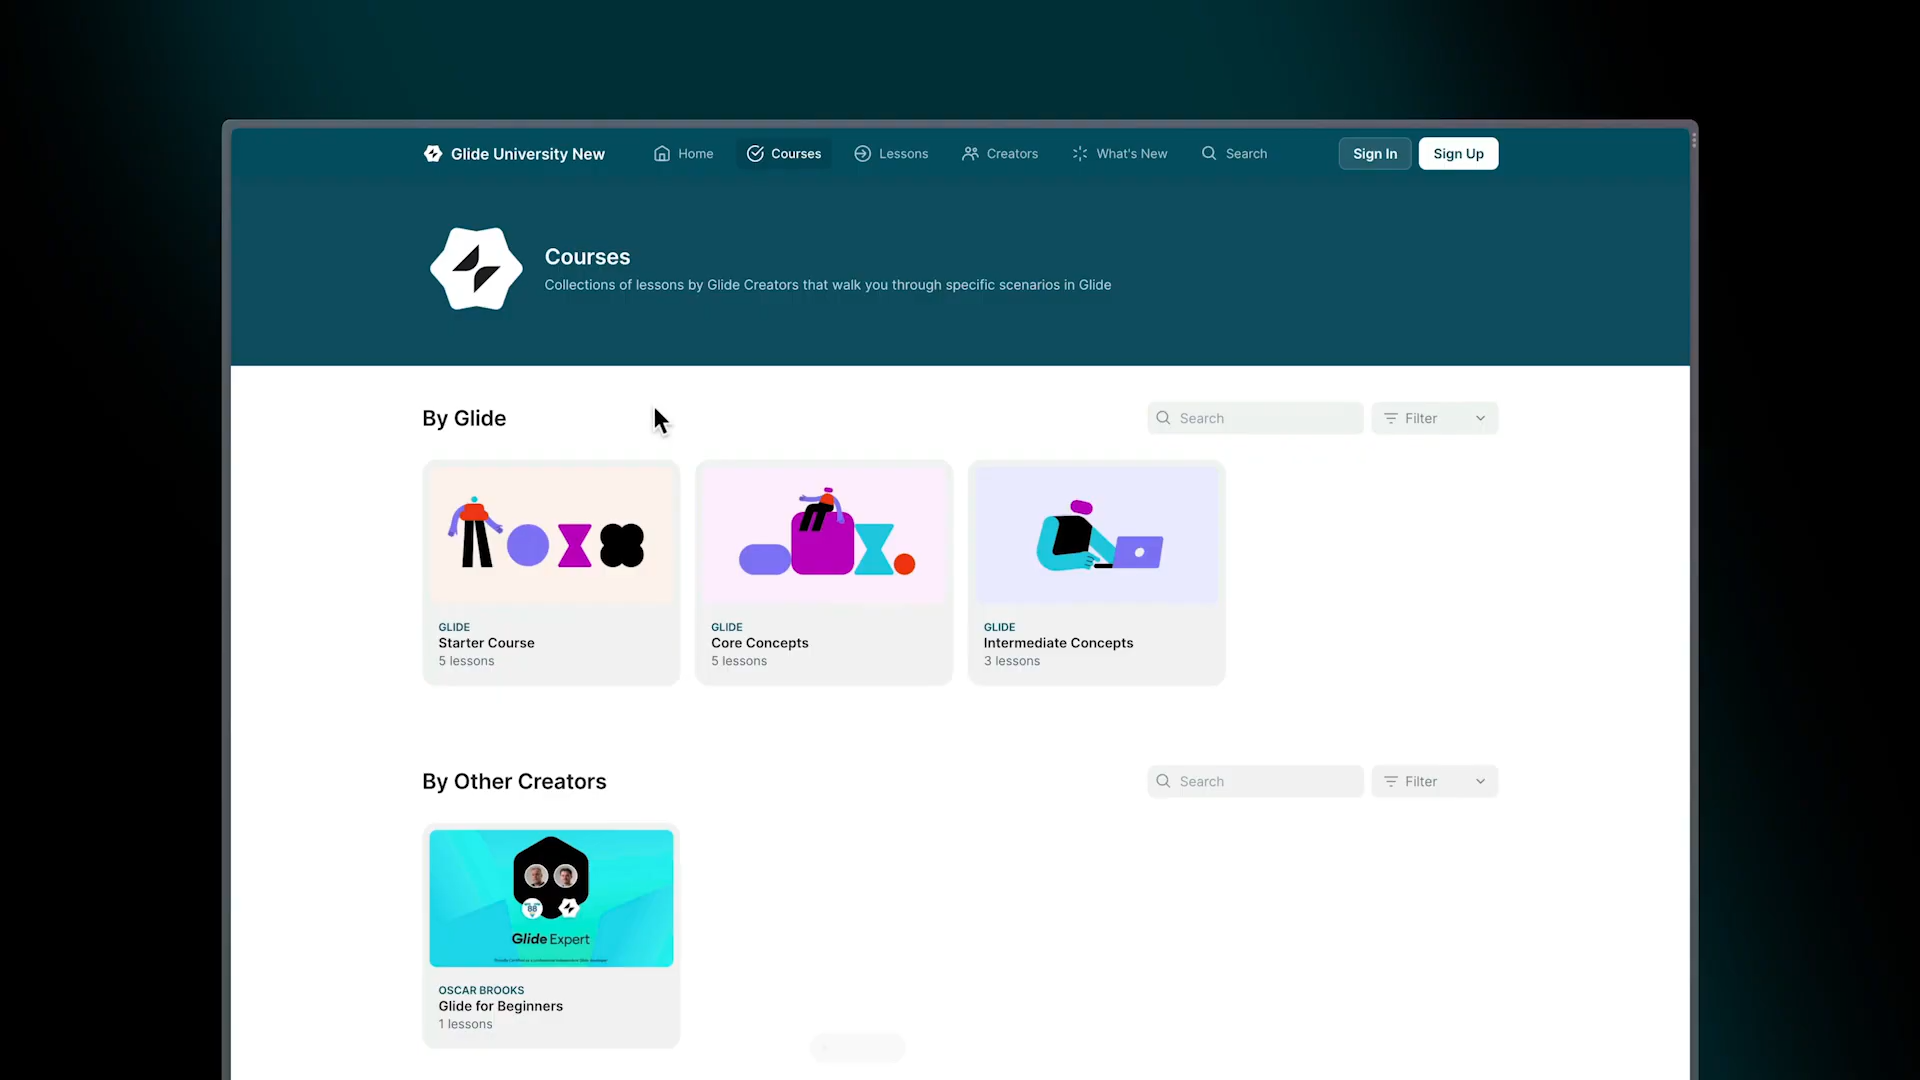 Glide University New
Home
Courses
Lessons
Creators
What's New
Search
Sign In
Sign Up
Courses
Collections of lessons by Glide Creators that walk you through specific scenarios in Glide
By Glide
Search
Filter
GLIDE
Starter Course
5 lessons
GLIDE
Core Concepts
5 lessons
GLIDE
Intermediate Concepts
3 lessons
By Other Creators
Search
Filter
88
Glide Expert
OSCAR BROOKS
Glide for Beginners
1 lessons